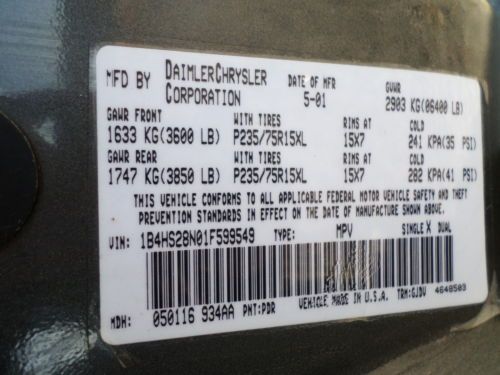 MFD BY DAIMLERCHRYSLER CORPORATION DATE OF MFR 5-01 GVWR 2903 KG(06400 LB)
GAWR FRONT WITH TIRES RIMS AT COLD
1633 KG(3600 LB) P235/75R15XL 15X7 241 KPA(35 PSI)
GAWR REAR WITH TIRES RIMS AT COLD
1747 KG(3850 LB) P235/75R15XL 15X7 282 KPA(41 PSI)
THIS VEHICLE CONFORMS TO ALL APPLICABLE FEDERAL MOTOR VEHICLE SAFETY AND THEFT
PREVENTION STANDARDS IN EFFECT ON THE DATE OF MANUFACTURE SHOWN ABOVE
VIN: 1B4HS28N01F599549 TYPE: MPV SINGLE X DUAL
VEHICLE MADE IN U.S.A. TRM:GJDV 4648503
MDH: 050116 934AA PNT:PDR